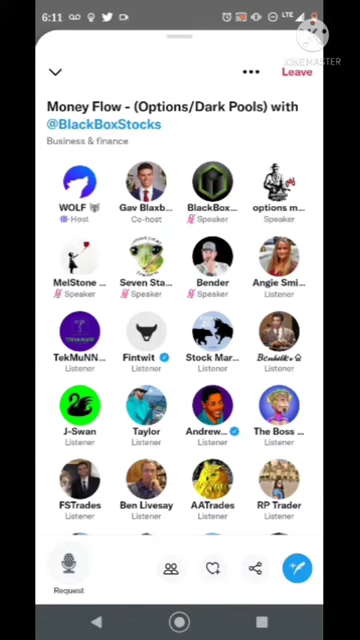 6:11
LTE
KINEMASTER
Leave
Money Flow - (Options/Dark Pools) with
@BlackBoxStocks
Business & finance
WOLF Gav Blaxb... BlackBox... options m...
Host Co-host Speaker Speaker
MelStone ... Seven Sta... Bender Angie Smi...
Speaker Speaker Speaker Listener
TekMuNN... Fintwit Stock Mar... Benholk v
Listener Listener Listener Listener
J-Swan Taylor Andrew... The Boss ...
Listener Listener Listener Listener
FSTrades Ben Livesay AATrades RP Trader
Listener Listener Listener Listener
Request